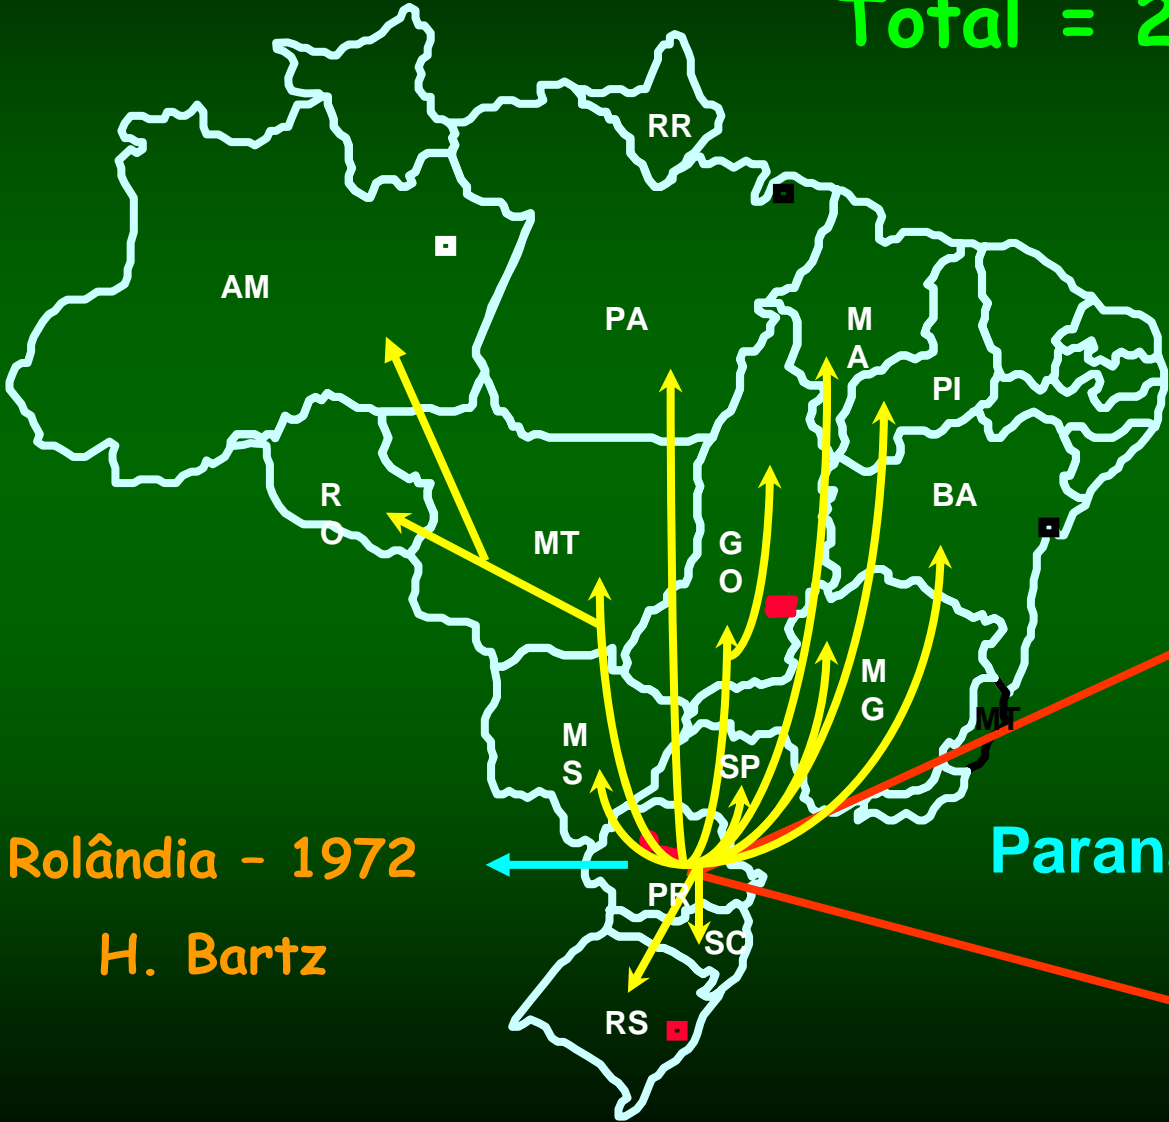 Total = 2
RR
AM
PA
M
A
PI
R
O
MT
G
O
BA
M
G
MT
M
S
SP
Paran
Rolândia – 1972
PR
H. Bartz
SC
RS